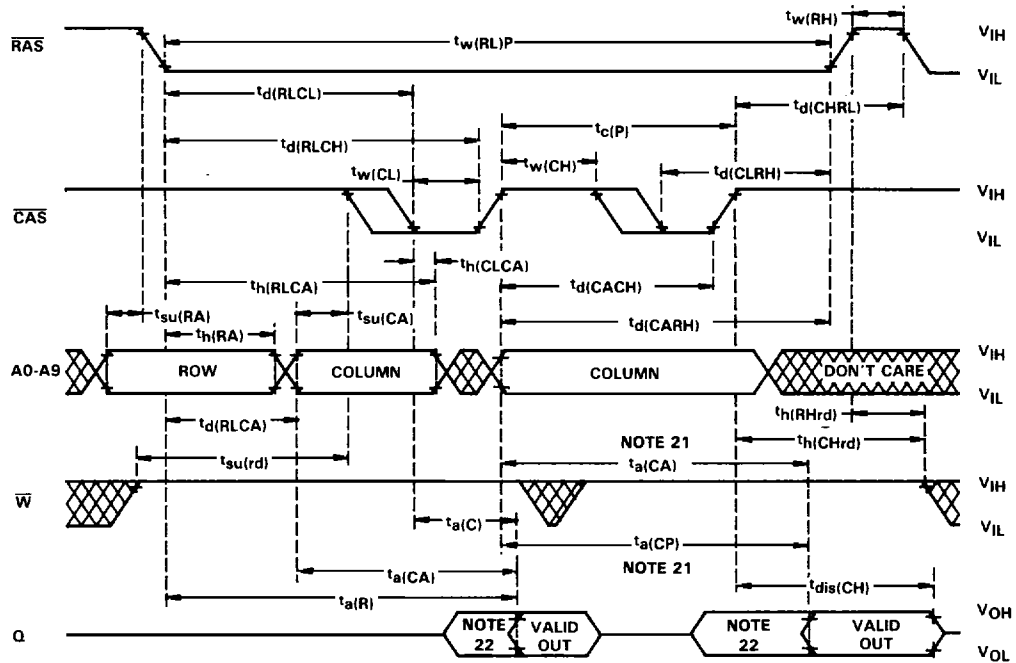 tw(RH)
RAS
tw(RL)P
VIH
VIL
td(RLCL)
td(CHRL)
tc(P)
td(RLCH)
tw(CL)
tw(CH)
td(CLRH)
CAS
VIH
VIL
th(CLCA)
th(RLCA)
td(CACH)
tsu(RA)
tsu(CA)
th(RA)
td(CARH)
A0-A9
ROW
COLUMN
COLUMN
DON'T CARE
VIH
VIL
td(RLCA)
th(RHrd)
NOTE 21
th(CHrd)
tsu(rd)
ta(CA)
W
VIH
VIL
ta(C)
ta(CP)
ta(CA)
NOTE 21
tdis(CH)
ta(R)
Q
NOTE 22
VALID OUT
NOTE 22
VALID OUT
VOH
VOL